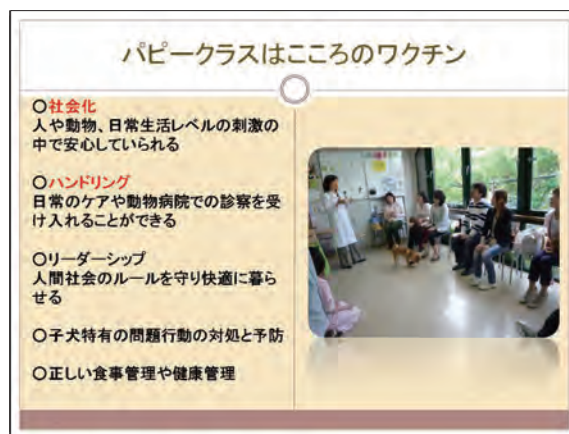 パピークラスはこころのワクチン
○社会化
人や動物、日常生活レベルの刺激の
中で安心していられる
○ハンドリング
日常のケアや動物病院での診察を受
け入れることができる
○リーダーシップ
人間社会のルールを守り快適に暮ら
せる
○子犬特有の問題行動の対処と予防
○正しい食事管理や健康管理